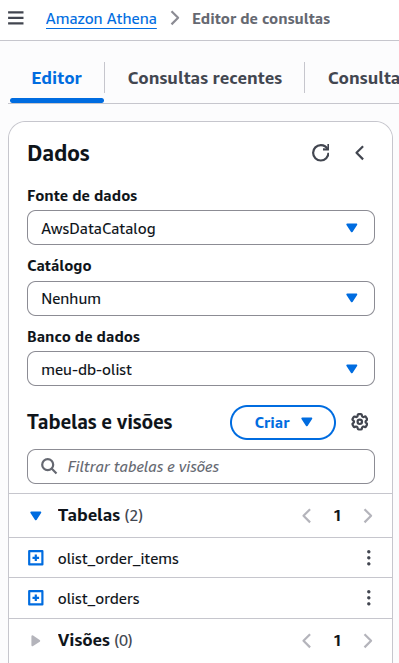 Amazon Athena > Editor de consultas
Editor Consultas recentes Consulta
Dados
Fonte de dados
AwsDataCatalog
Catálogo
Nenhum
Banco de dados
meu-db-olist
Tabelas e visões Criar
Filtrar tabelas e visões
Tabelas (2) < 1 >
olist_order_items
olist_orders
Visões (0) < 1 >